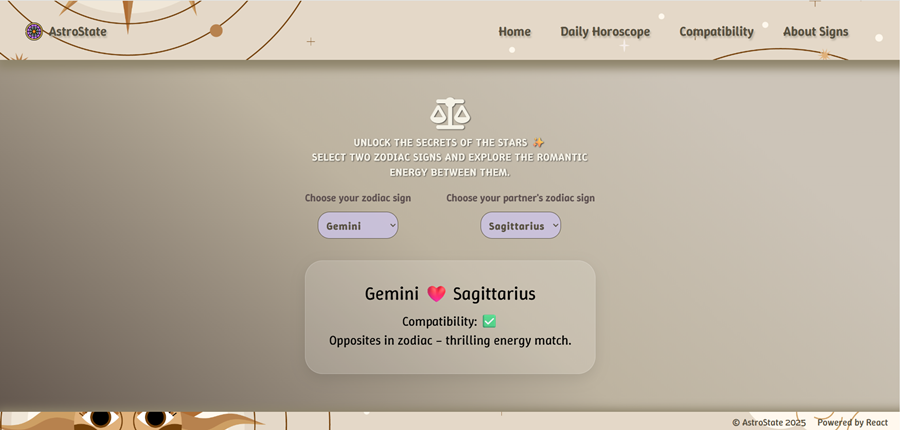 AstroState
Home Daily Horoscope Compatibility About Signs
UNLOCK THE SECRETS OF THE STARS ✨
SELECT TWO ZODIAC SIGNS AND EXPLORE THE ROMANTIC
ENERGY BETWEEN THEM.
Choose your zodiac sign
Gemini
Choose your partner's zodiac sign
Sagittarius
Gemini ❤️ Sagittarius
Compatibility: ✅
Opposites in zodiac – thrilling energy match.
© AstroState 2025 Powered by React